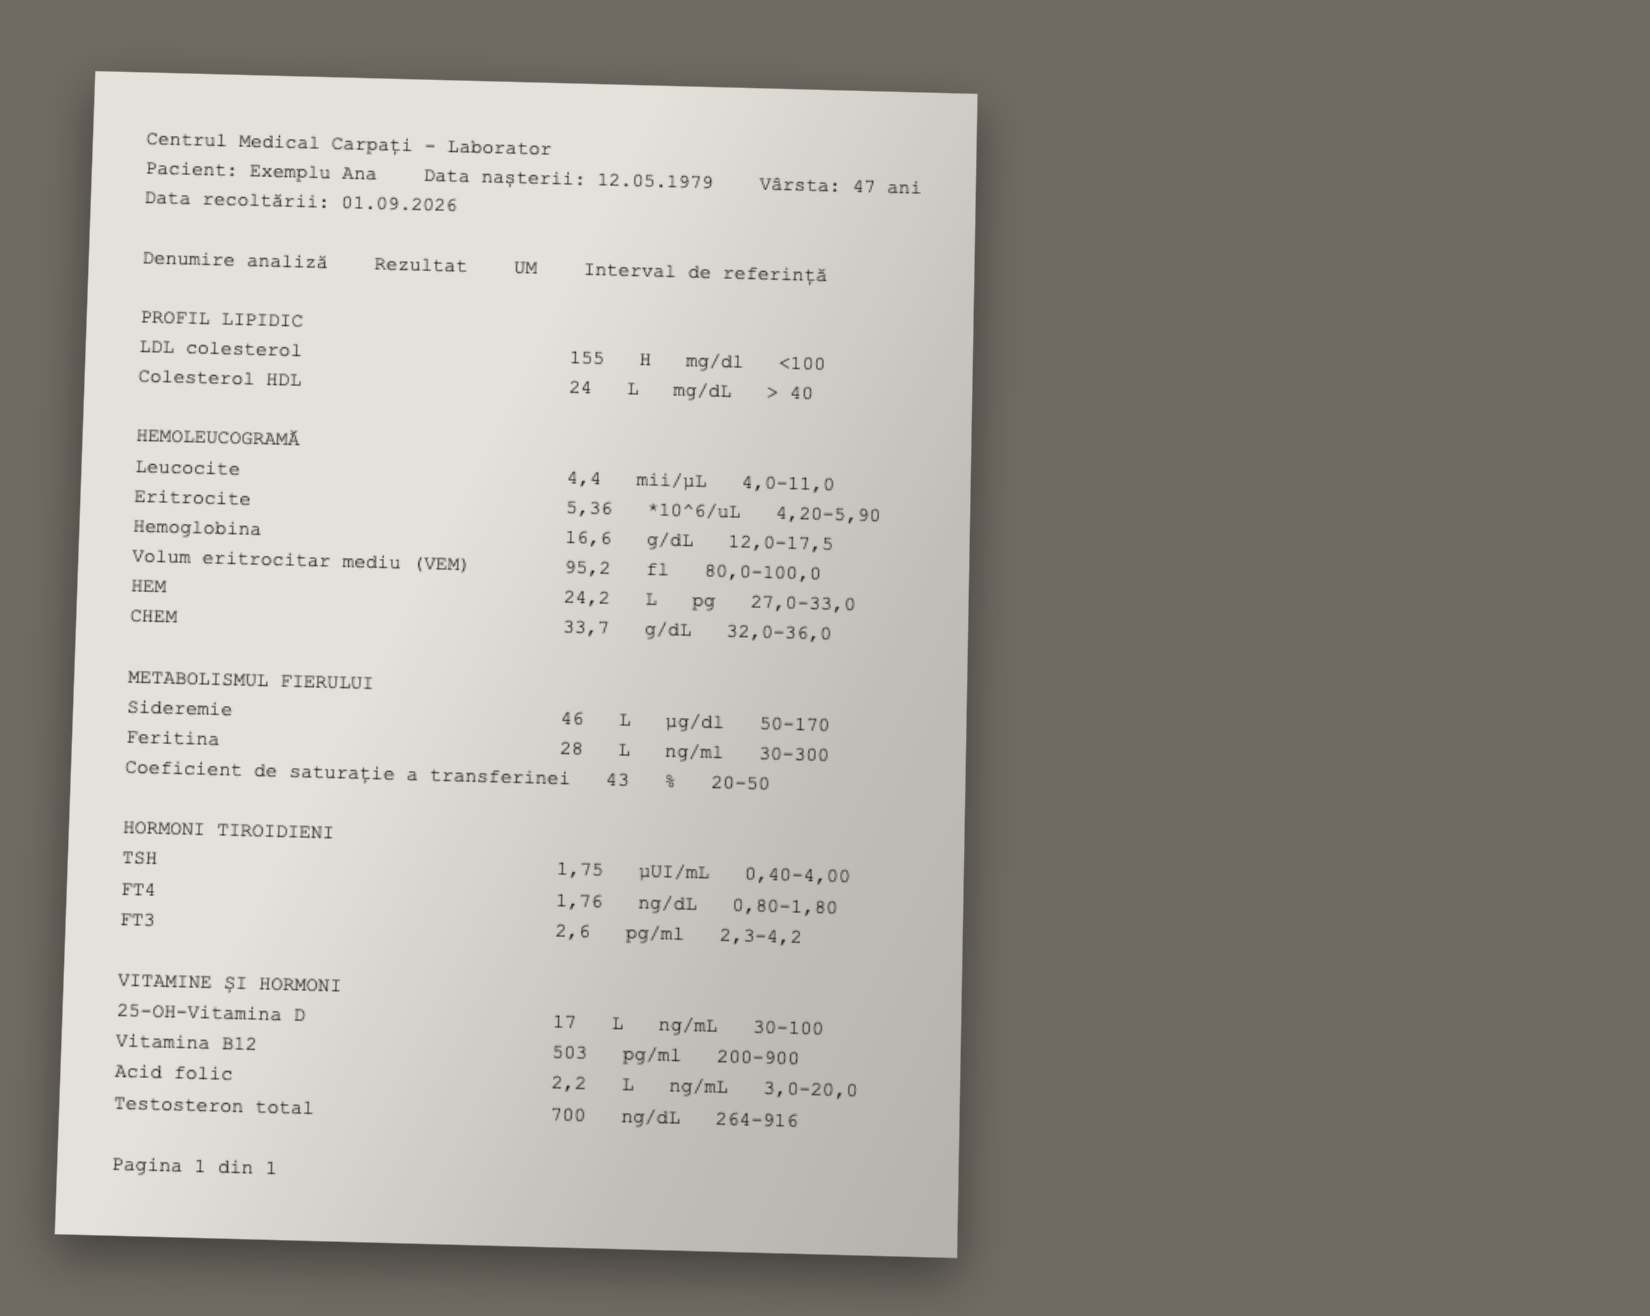 Centrul Medical Carpați - Laborator
Pacient: Exemplu Ana    Data nașterii: 12.05.1979    Vârsta: 47 ani
Data recoltării: 01.09.2026

Denumire analiză    Rezultat    UM    Interval de referință

PROFIL LIPIDIC
LDL colesterol    155   H   mg/dl   <100
Colesterol HDL    24   L   mg/dL   > 40

HEMOLEUCOGRAMĂ
Leucocite    4,4   mii/µL   4,0-11,0
Eritrocite    5,36   *10^6/uL   4,20-5,90
Hemoglobina    16,6   g/dL   12,0-17,5
Volum eritrocitar mediu (VEM)    95,2   fl   80,0-100,0
HEM    24,2   L   pg   27,0-33,0
CHEM    33,7   g/dL   32,0-36,0

METABOLISMUL FIERULUI
Sideremie    46   L   µg/dl   50-170
Feritina    28   L   ng/ml   30-300
Coeficient de saturație a transferinei   43   %   20-50

HORMONI TIROIDIENI
TSH    1,75   µUI/mL   0,40-4,00
FT4    1,76   ng/dL   0,80-1,80
FT3    2,6   pg/ml   2,3-4,2

VITAMINE ȘI HORMONI
25-OH-Vitamina D    17   L   ng/mL   30-100
Vitamina B12    503   pg/ml   200-900
Acid folic    2,2   L   ng/mL   3,0-20,0
Testosteron total    700   ng/dL   264-916

Pagina 1 din 1